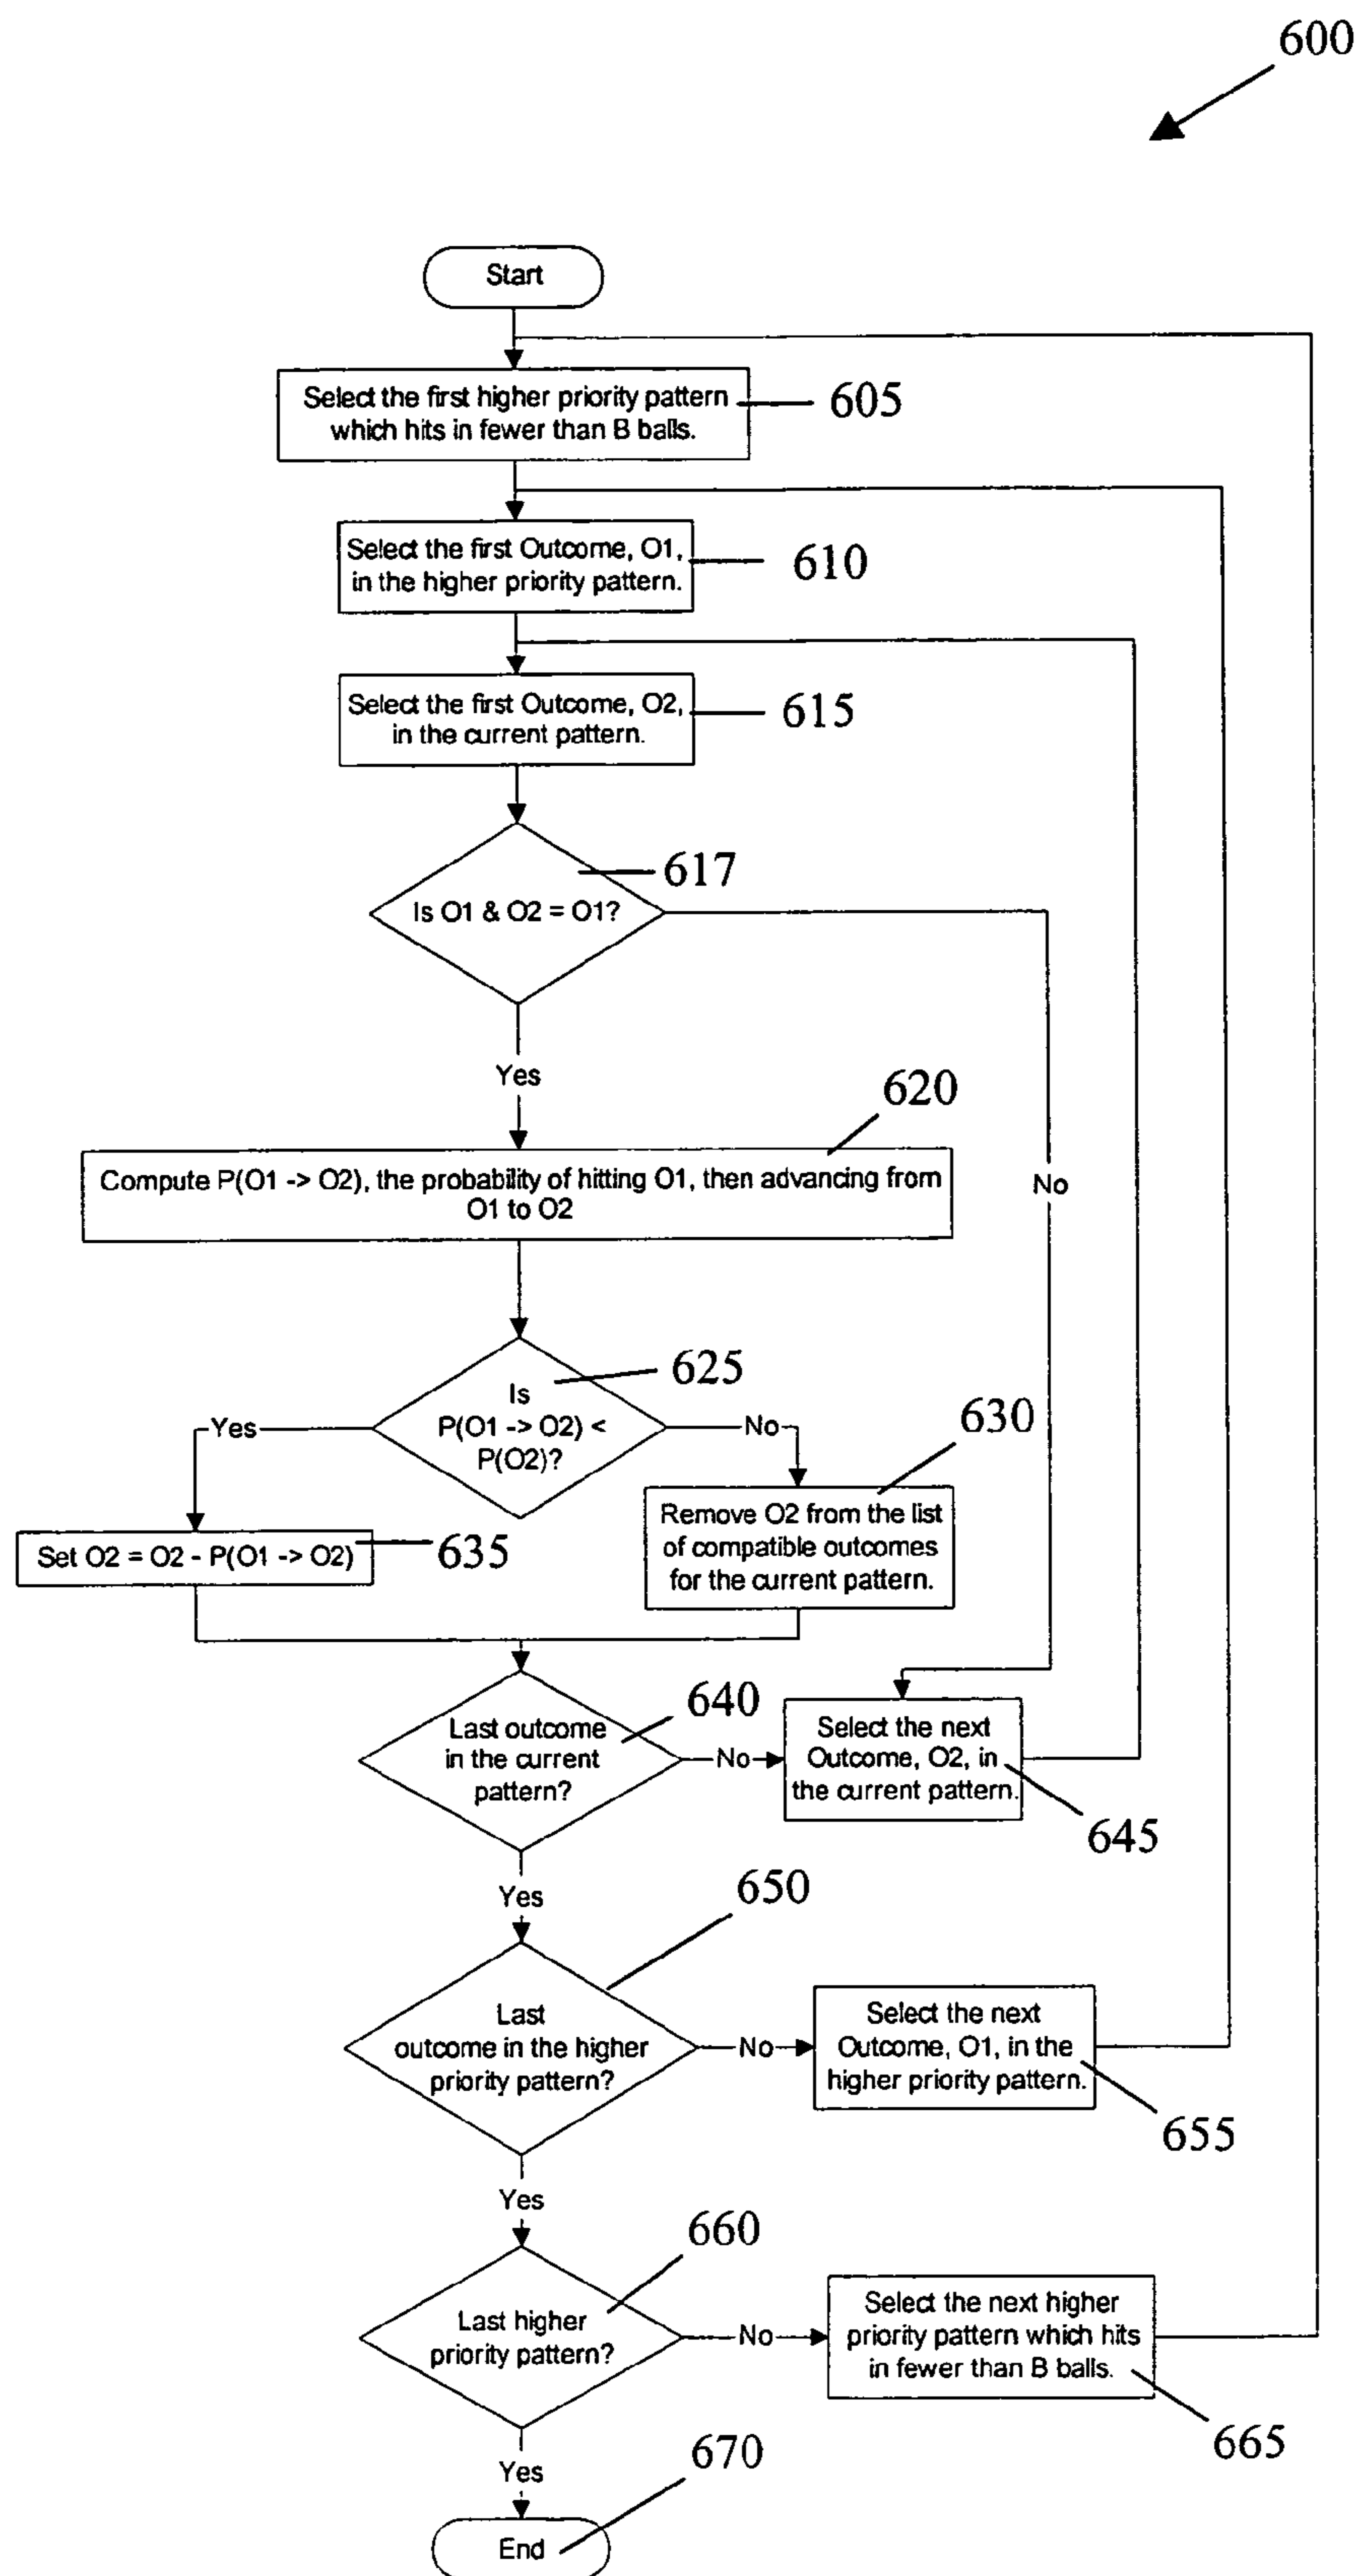 600
Start
Select the first higher priority pattern
which hits in fewer than B balls.
605
Select the first Outcome, O1,
in the higher priority pattern.
610
Select the first Outcome, O2,
in the current pattern.
615
617
Is O1 & O2 = O1?
Yes
No
620
Compute P(O1 -> O2), the probability of hitting O1, then advancing from
O1 to O2
625
Is
P(O1 -> O2) <
P(O2)?
Yes
No
630
Remove O2 from the list
of compatible outcomes
for the current pattern.
Set O2 = O2 - P(O1 -> O2)
635
640
Last outcome
in the current
pattern?
No
Select the next
Outcome, O2, in
the current pattern.
645
Yes
650
Last
outcome in the higher
priority pattern?
No
Select the next
Outcome, O1, in the
higher priority pattern.
655
Yes
660
Last higher
priority pattern?
No
Select the next higher
priority pattern which hits
in fewer than B balls.
665
Yes
670
End